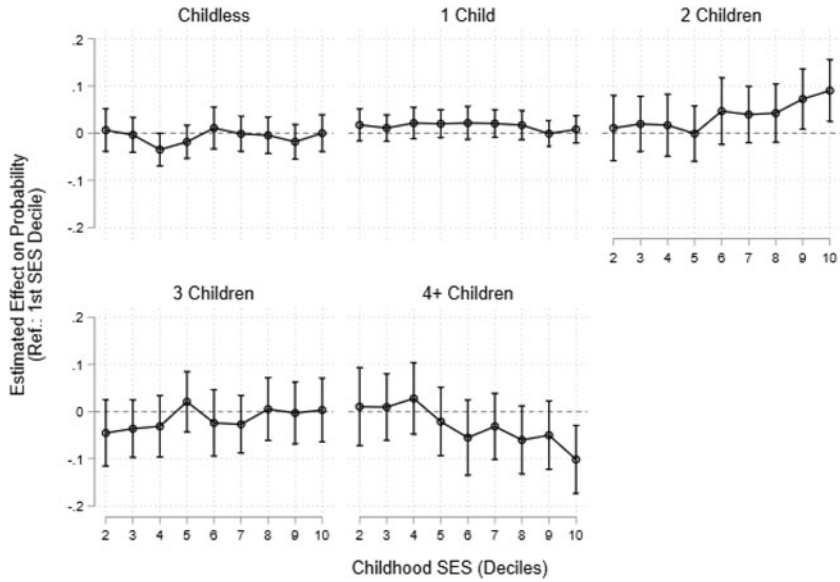 Childless
1 Child
2 Children
.2
.1
0
-.1
-.2
2 3 4 5 6 7 8 9 10
3 Children
4+ Children
.2
.1
0
-.1
-.2
2 3 4 5 6 7 8 9 10
2 3 4 5 6 7 8 9 10
Estimated Effect on Probability
(Ref.: 1st SES Decile)
Childhood SES (Deciles)